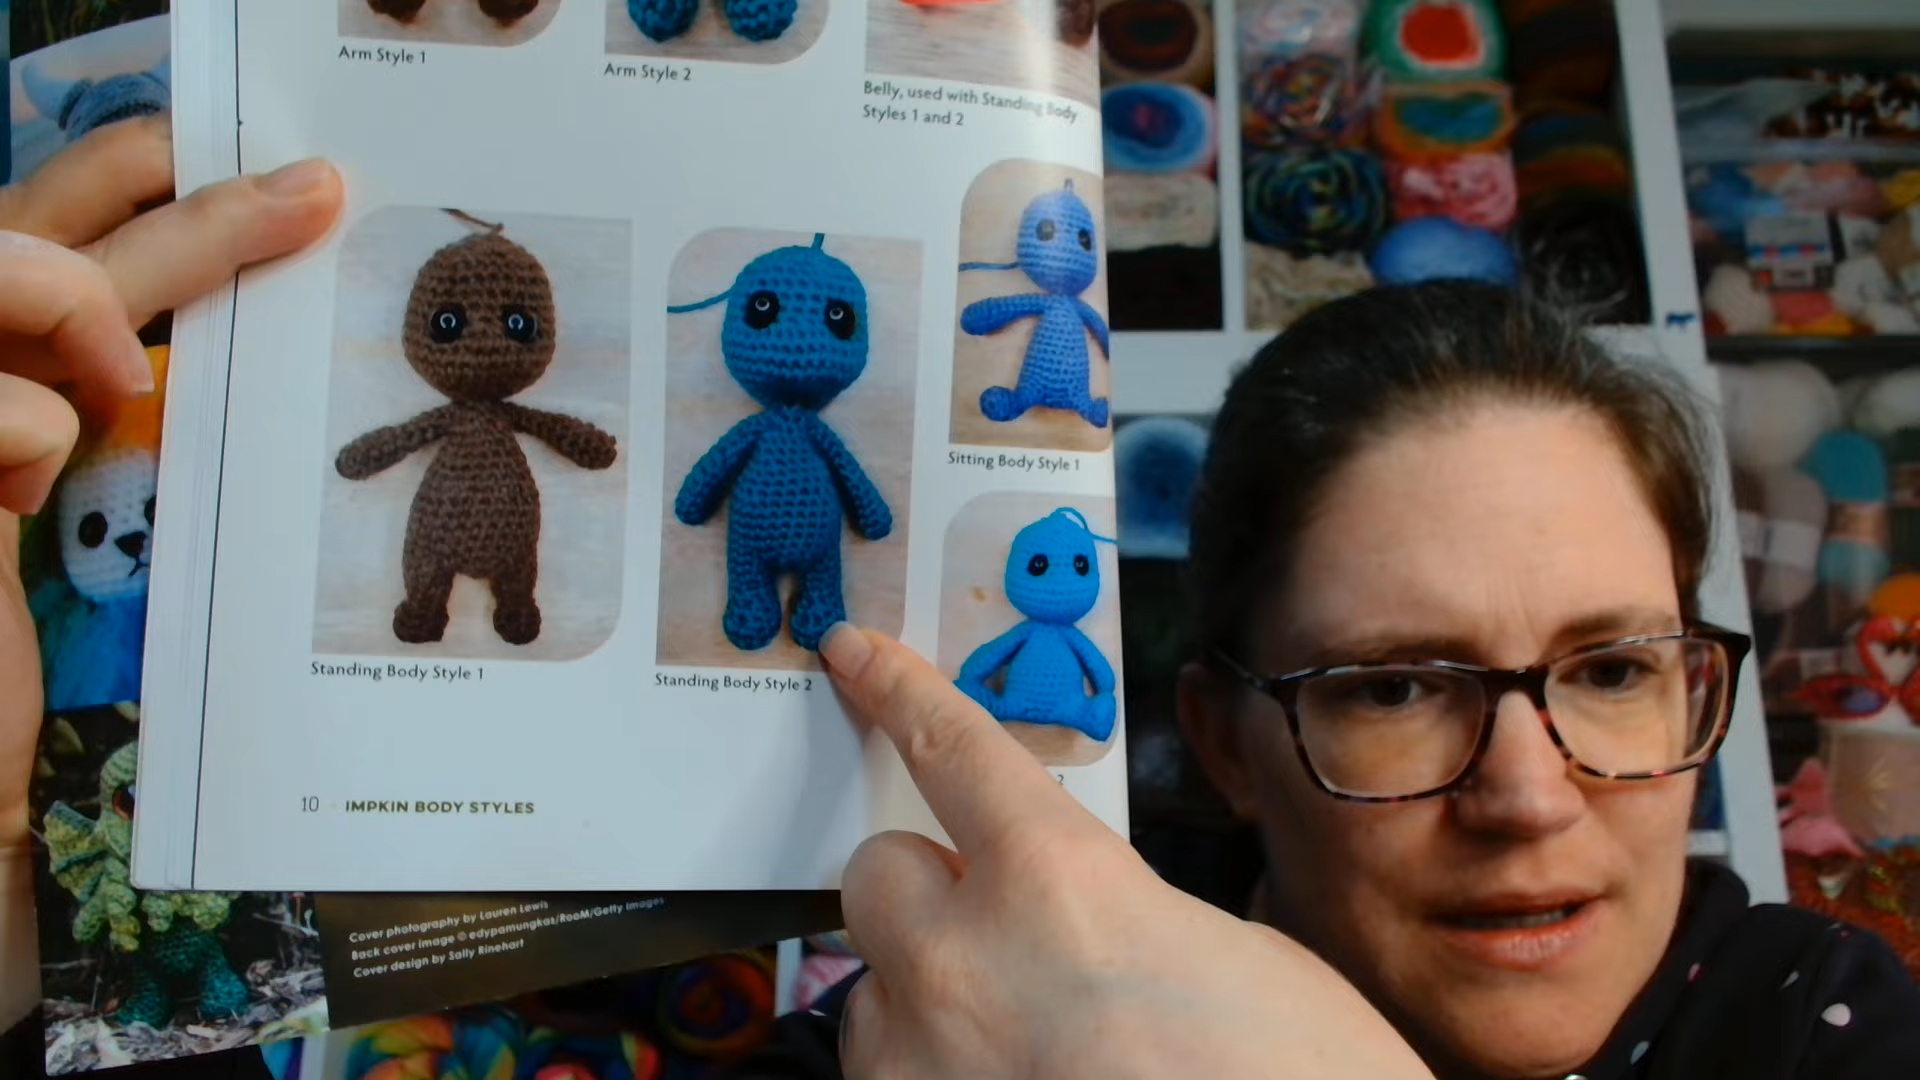 Arm Style 1
Arm Style 2
Belly, used with Standing Body
Styles 1 and 2
Sitting Body Style 1
Standing Body Style 1
Standing Body Style 2
2
10 IMPKIN BODY STYLES
Cover photography by Lauren Lewis
Back cover image © edypamungkas/RooM/Getty Images
Cover design by Sally Rinehart